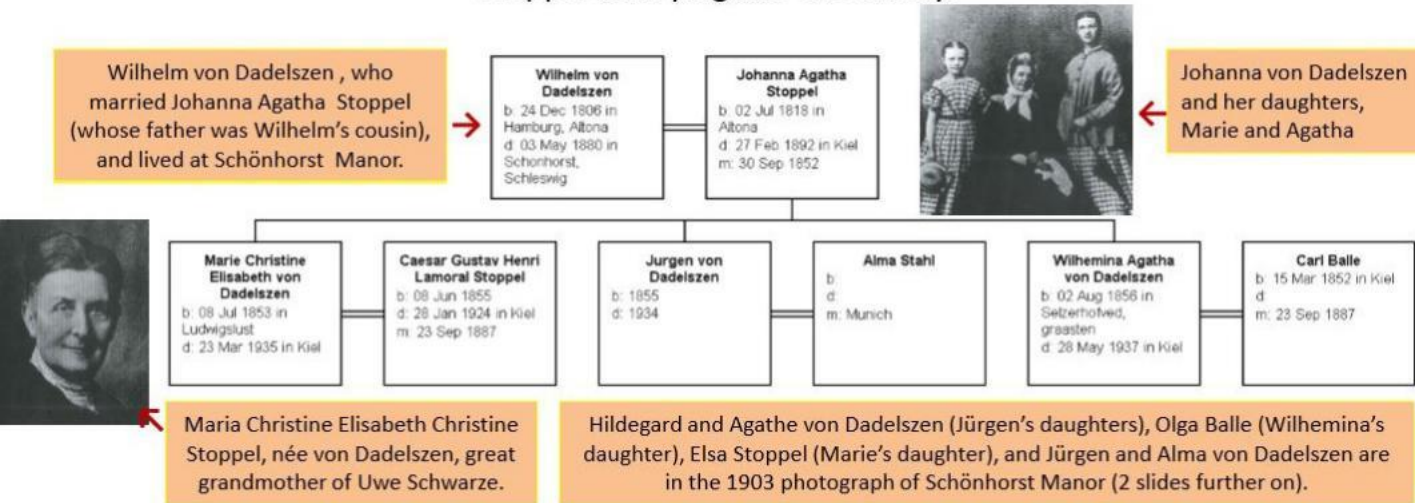 Wilhelm von Dadelszen , who
married Johanna Agatha Stoppel
(whose father was Wilhelm's cousin),
and lived at Schönhorst Manor.
Wilhelm von
Dadelszen
b: 24 Dec 1806 in
Hamburg, Altona
d: 03 May 1880 in
Schonhorst,
Schleswig
Johanna Agatha
Stoppel
b: 02 Jul 1818 in
Altona
d: 27 Feb 1892 in Kiel
m: 30 Sep 1852
Johanna von Dadelszen
and her daughters,
Marie and Agatha
Marie Christine
Elisabeth von
Dadelszen
b: 08 Jul 1853 in
Ludwigslust
d: 23 Mar 1935 in Kiel
Caesar Gustav Henri
Lamoral Stoppel
b: 08 Jun 1855
d: 28 Jan 1924 in Kiel
m: 23 Sep 1887
Jurgen von
Dadelszen
b: 1855
d: 1934
Alma Stahl
b:
d:
m: Munich
Wilhemina Agatha
von Dadelszen
b: 02 Aug 1856 in
Setzerhofved,
graasten
d: 28 May 1937 in Kiel
Carl Balle
b: 15 Mar 1852 in Kiel
d:
m: 23 Sep 1887
Maria Christine Elisabeth Christine
Stoppel, née von Dadelszen, great
grandmother of Uwe Schwarze.
Hildegard and Agathe von Dadelszen (Jürgen's daughters), Olga Balle (Wilhemina's
daughter), Elsa Stoppel (Marie's daughter), and Jürgen and Alma von Dadelszen are
in the 1903 photograph of Schönhorst Manor (2 slides further on).